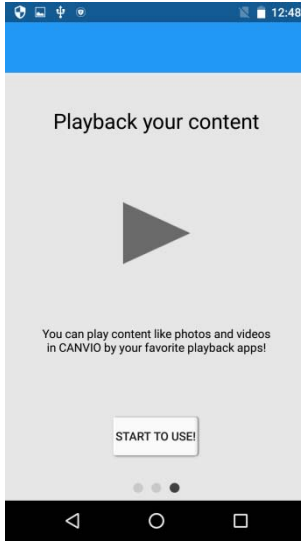 12:48
Playback your content
You can play content like photos and videos
in CANVIO by your favorite playback apps!
START TO USE!